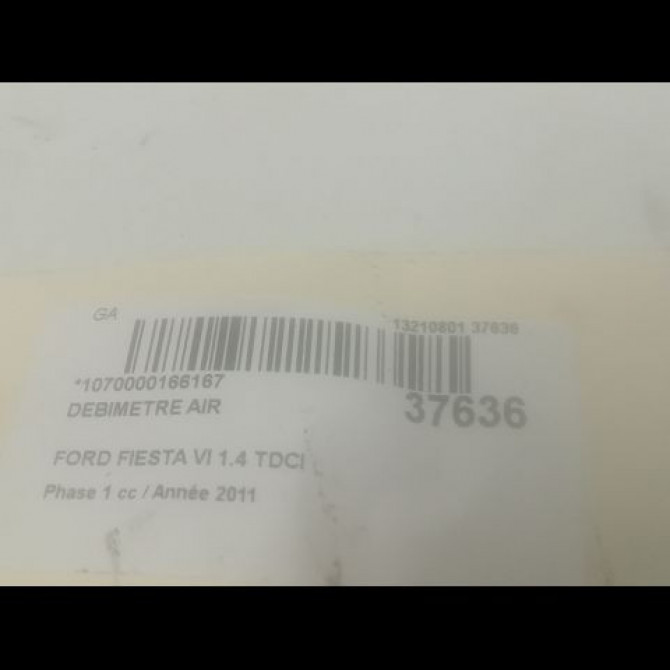 GA
13210801 37636
*1070000166167
DEBIMETRE AIR
37636
FORD FIESTA VI 1.4 TDCI
Phase 1 cc / Année 2011